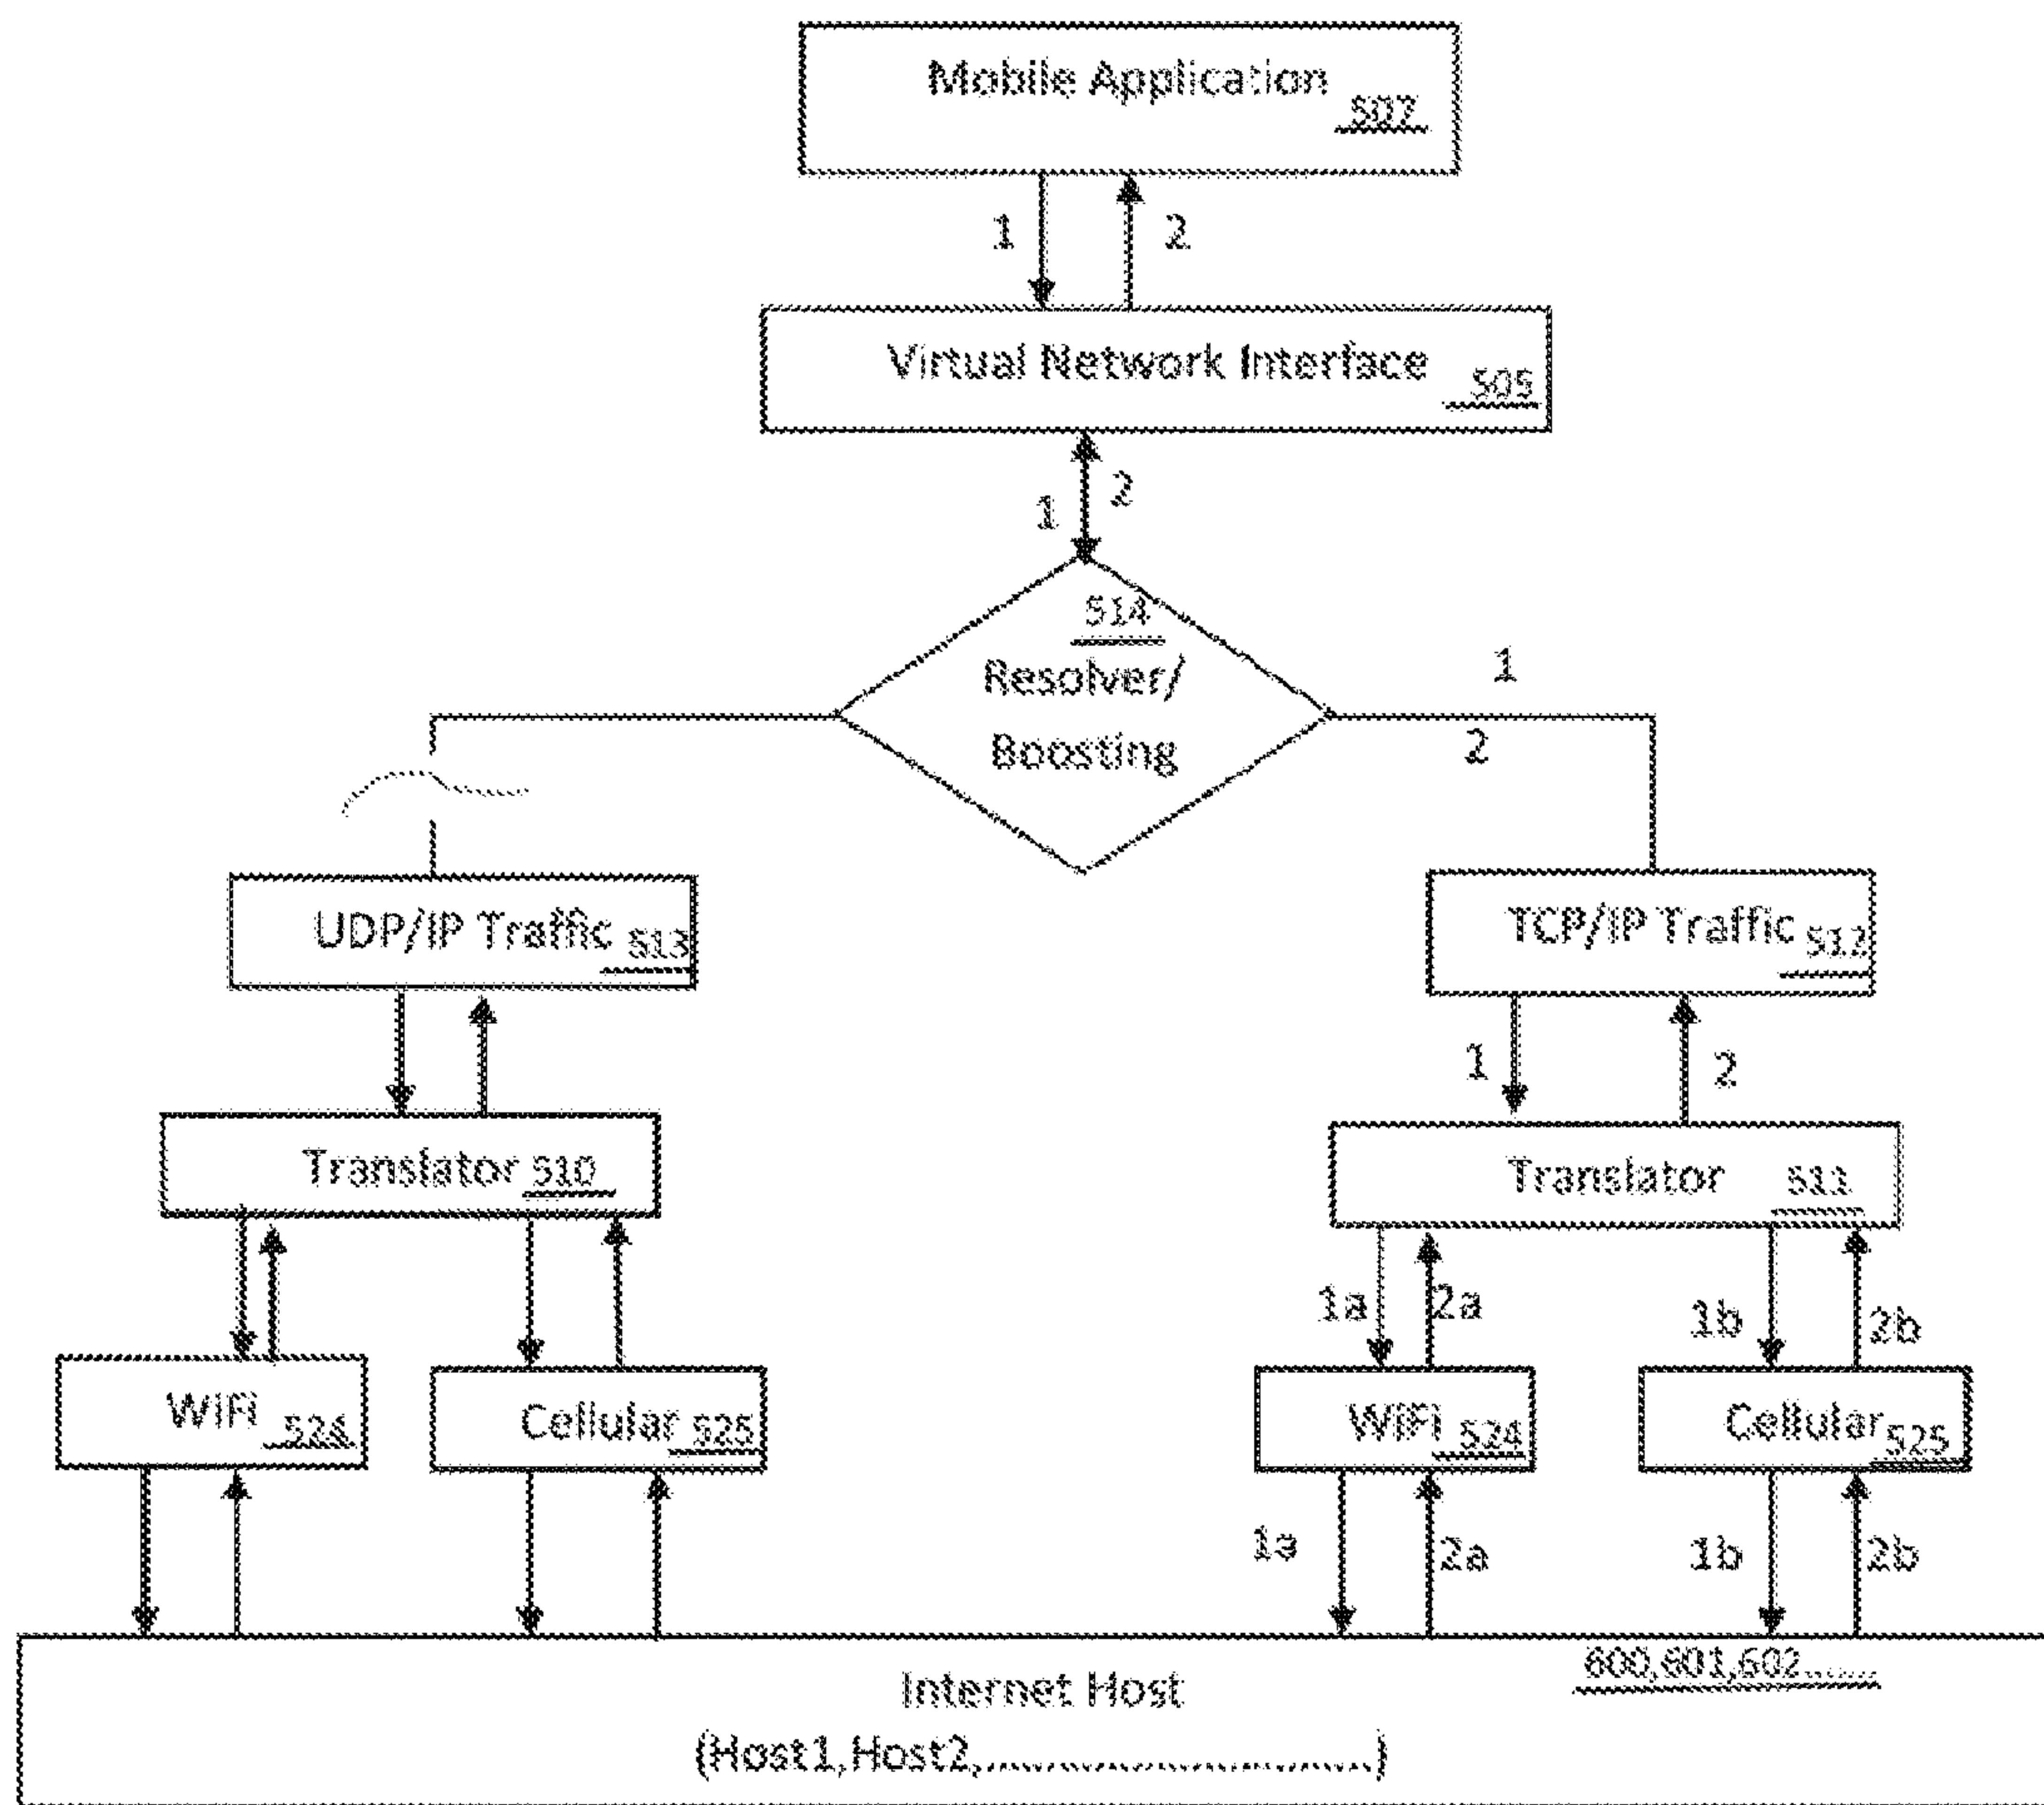 Mobile Application
507
1
2
Virtual Network Interface
505
1
2
514
Resolver/
Boosting
1
2
UDP/IP Traffic 513
TCP/IP Traffic 512
1
2
Translator 510
Translator 511
1a
2a
1b
2b
WiFi 524
Cellular 525
WiFi 524
Cellular 525
1a
2a
1b
2b
600,601,602......
Internet Host
(Host1,Host2,..............................)